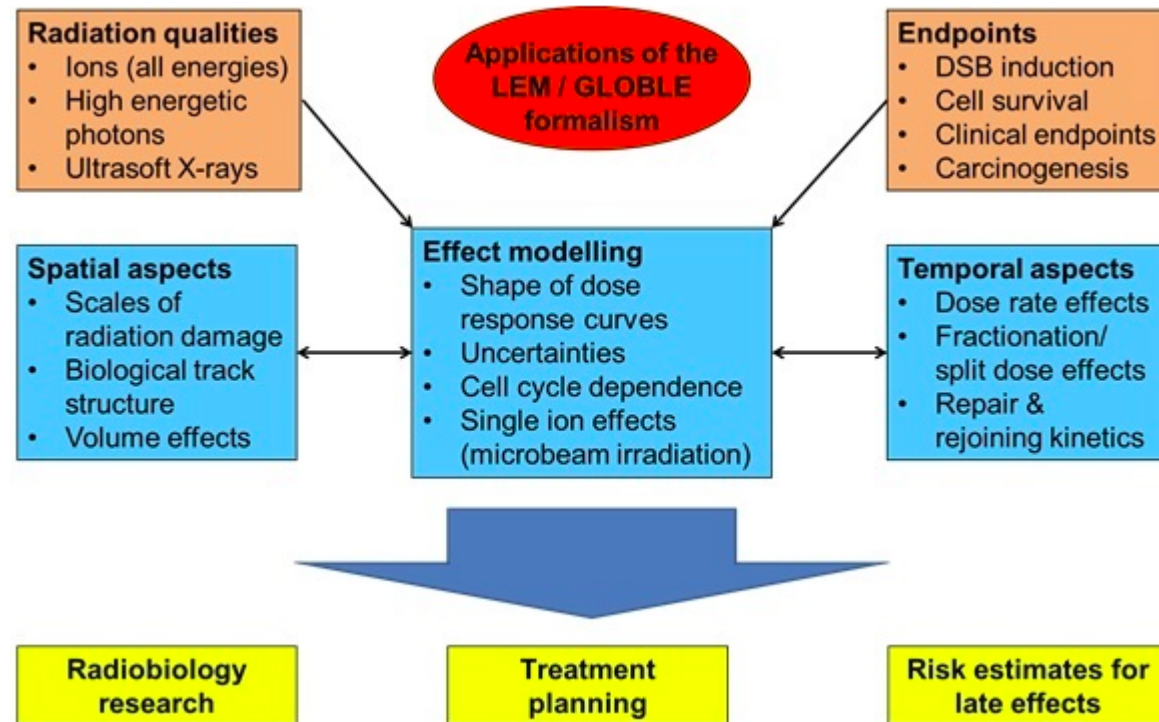 Radiation qualities
• Ions (all energies)
• High energetic
photons
• Ultrasoft X-rays
Applications of the
LEM / GLOBLE
formalism
Endpoints
• DSB induction
• Cell survival
• Clinical endpoints
• Carcinogenesis
Spatial aspects
• Scales of
radiation damage
• Biological track
structure
• Volume effects
Effect modelling
• Shape of dose
response curves
• Uncertainties
• Cell cycle dependence
• Single ion effects
(microbeam irradiation)
Temporal aspects
• Dose rate effects
• Fractionation/
split dose effects
• Repair &
rejoining kinetics
Radiobiology
research
Treatment
planning
Risk estimates for
late effects